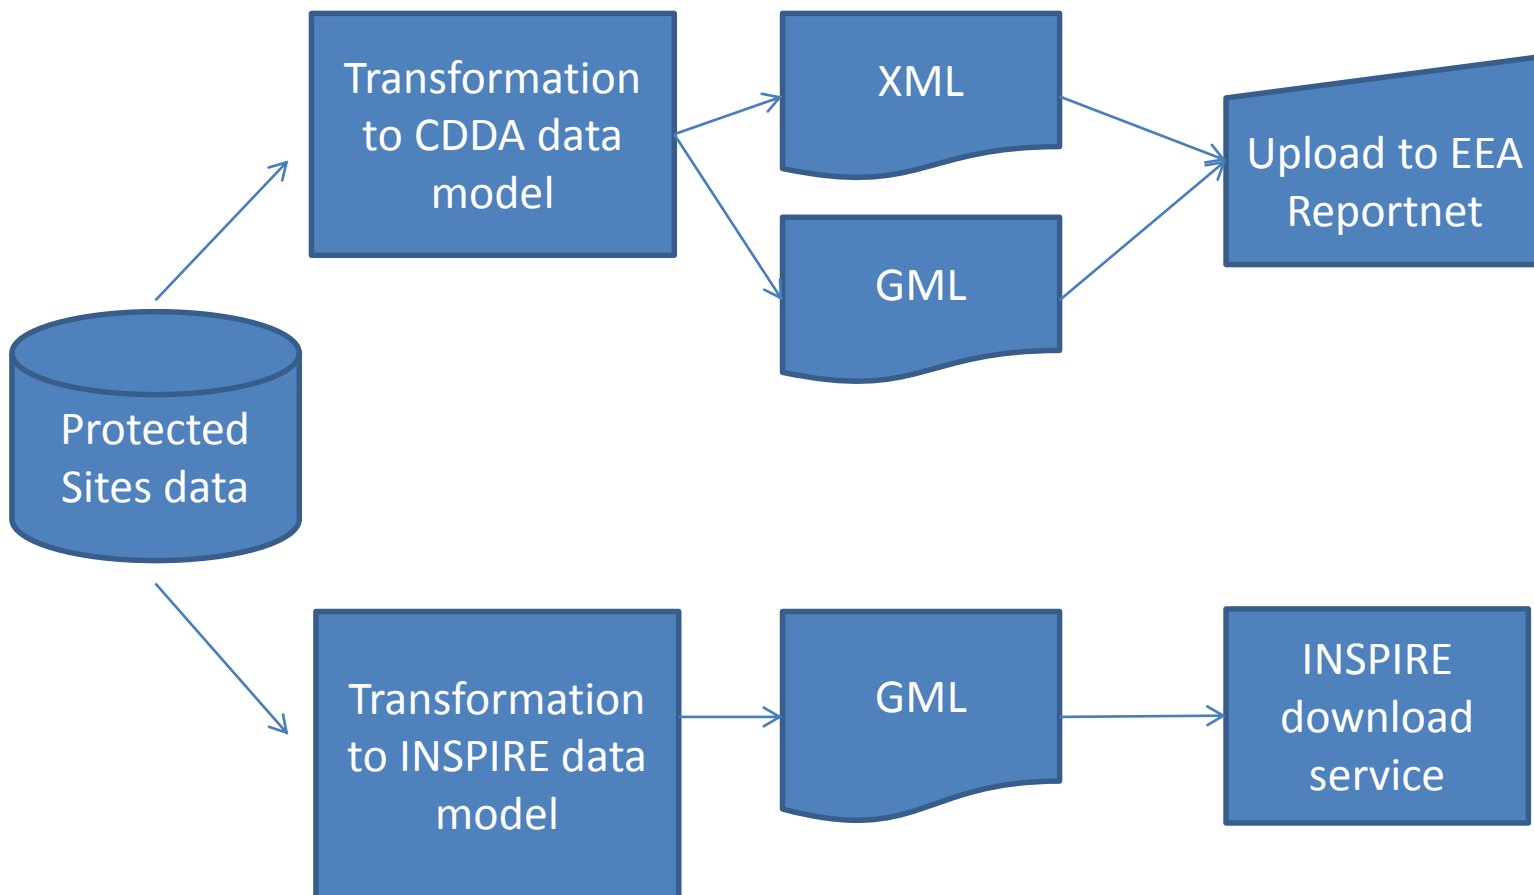 Transformation
to CDDA data
model
XML
Upload to EEA
Reportnet
GML
Protected
Sites data
Transformation
to INSPIRE data
model
GML
INSPIRE
download
service